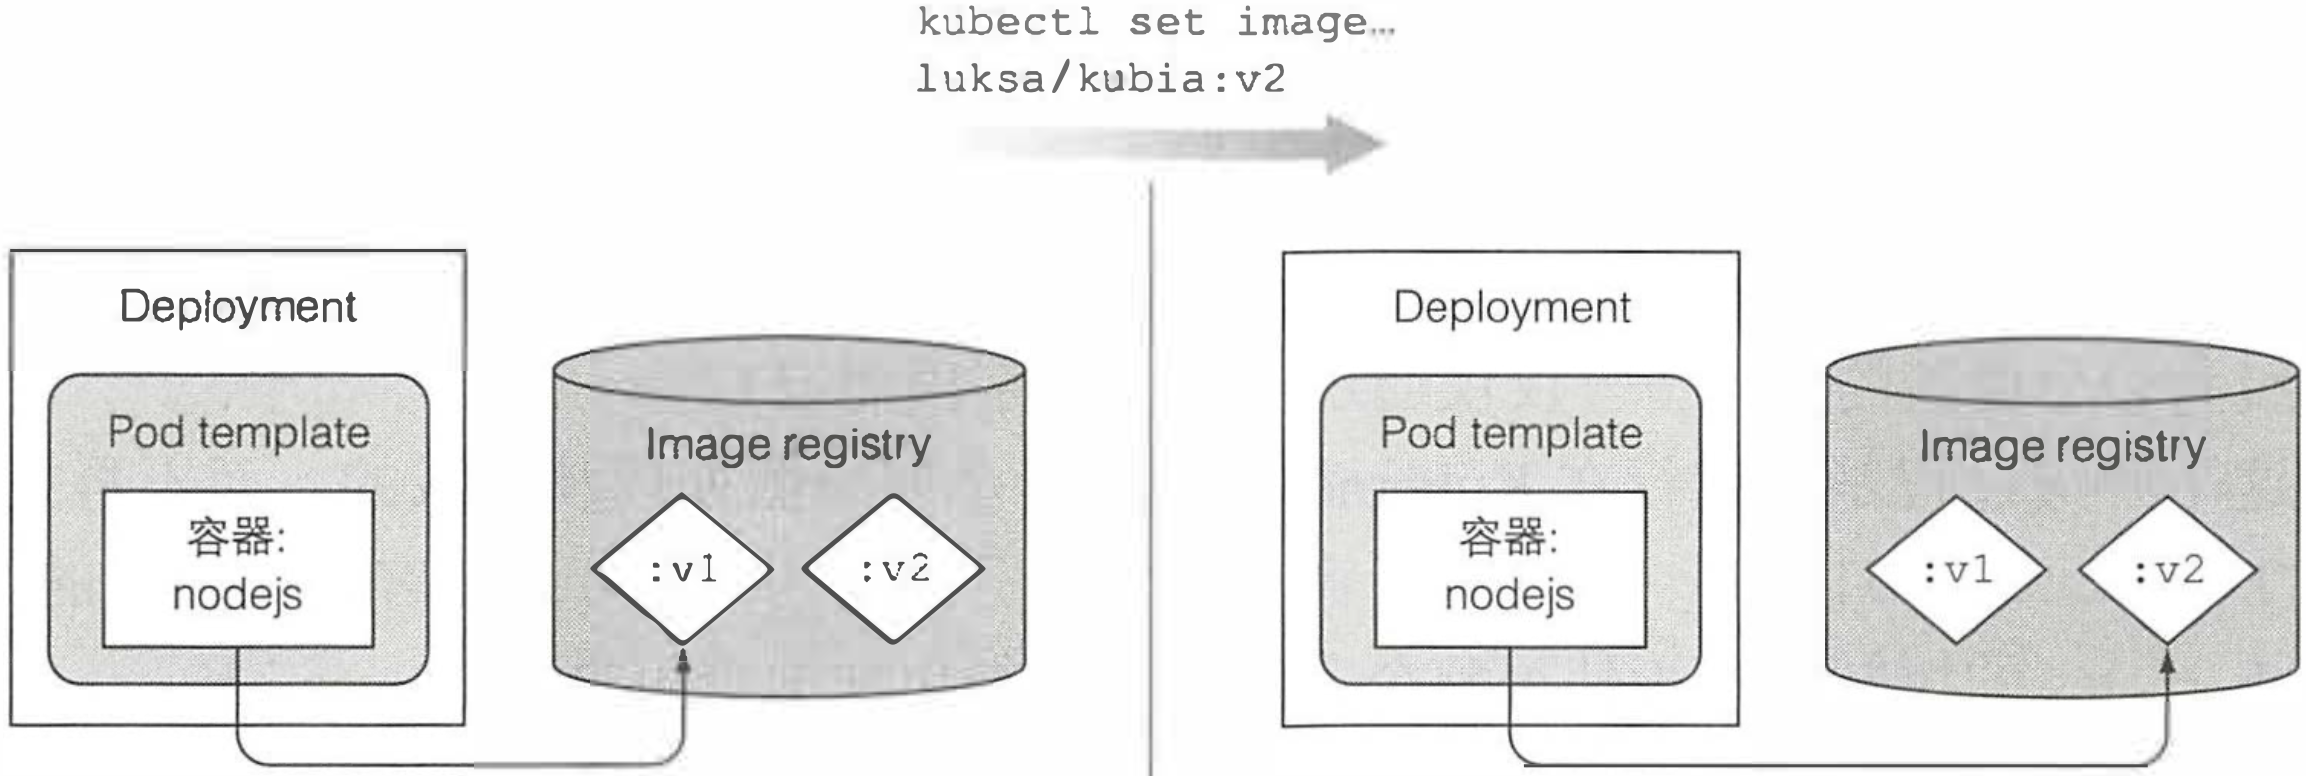 kubectl set image…
luksa/kubia:v2
Deployment
Pod template
容器:
nodejs
Image registry
:v1
:v2
Deployment
Pod template
容器:
nodejs
Image registry
:v1
:v2